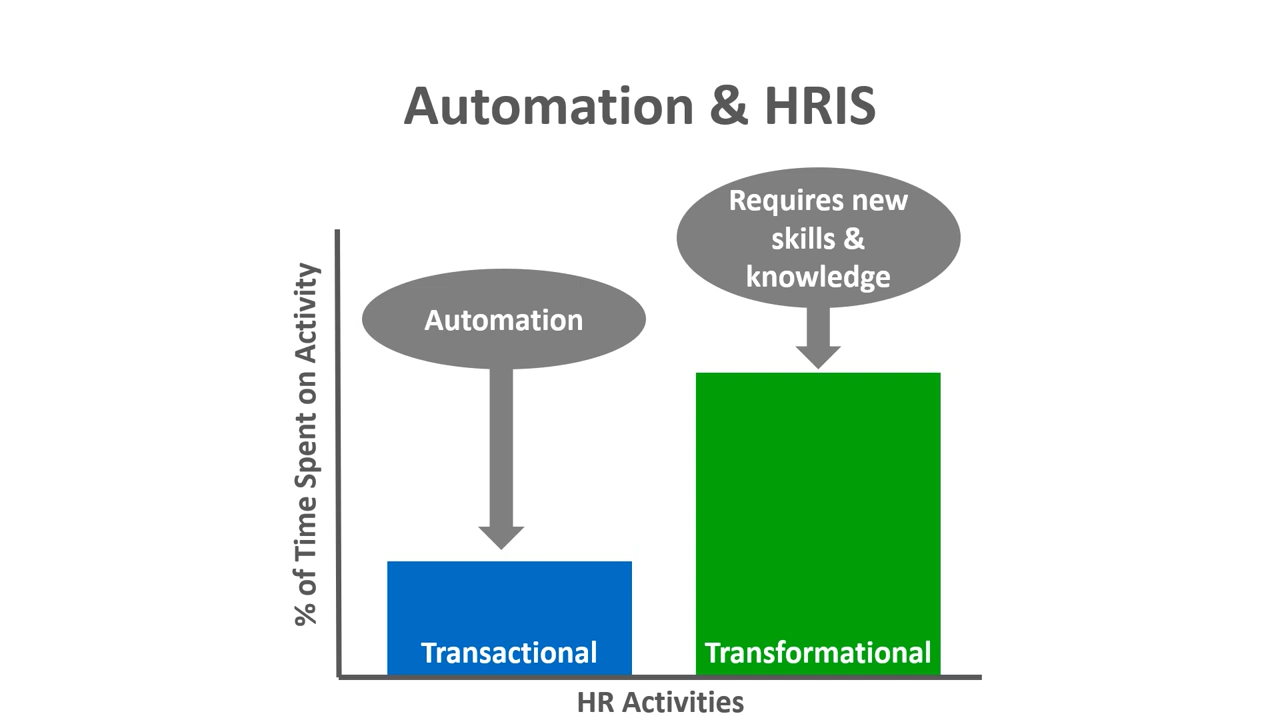 Automation & HRIS
Requires new
skills &
knowledge
Automation
% of Time Spent on Activity
Transactional
Transformational
HR Activities